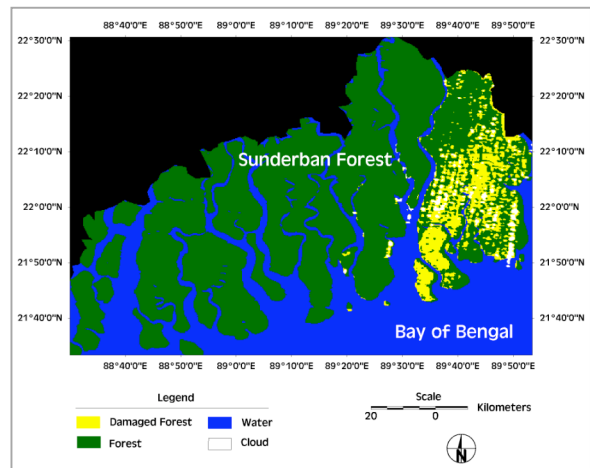 22°30'0"N
22°20'0"N
22°10'0"N
22°0'0"N
21°50'0"N
21°40'0"N
88°40'0"E 88°50'0"E 89°0'0"E 89°10'0"E 89°20'0"E 89°30'0"E 89°40'0"E 89°50'0"E
22°30'0"N
22°20'0"N
22°10'0"N
22°0'0"N
21°50'0"N
21°40'0"N
Sunderban Forest
Bay of Bengal
88°40'0"E 88°50'0"E 89°0'0"E 89°10'0"E 89°20'0"E 89°30'0"E 89°40'0"E 89°50'0"E
Legend
Damaged Forest
Water
Forest
Cloud
Scale
Kilometers
20 0
N